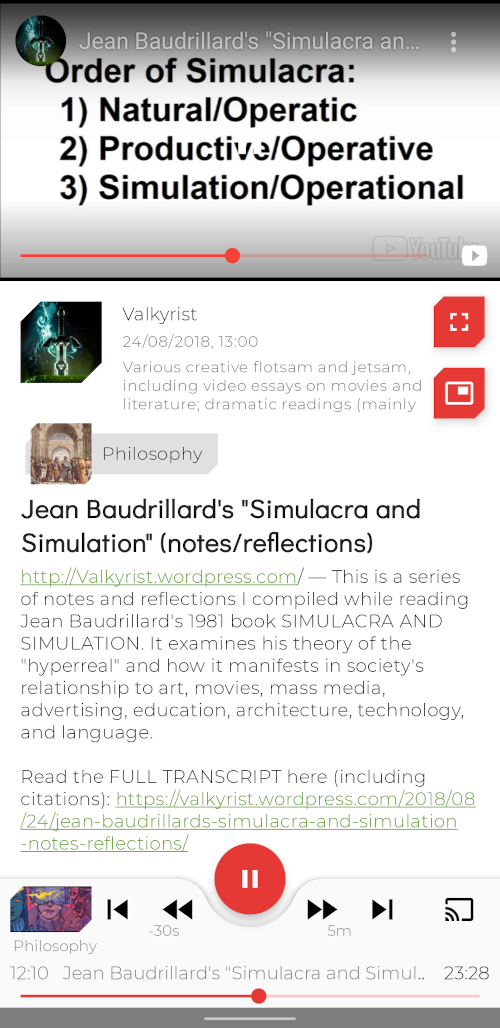 Jean Baudrillard's "Simulacra an...
Order of Simulacra:
1) Natural/Operatic
2) Productive/Operative
3) Simulation/Operational
YouTube
Valkyrist
24/08/2018, 13:00
Various creative flotsam and jetsam,
including video essays on movies and
literature; dramatic readings (mainly
Philosophy
Jean Baudrillard's "Simulacra and
Simulation" (notes/reflections)
http://Valkyrist.wordpress.com/ — This is a series
of notes and reflections I compiled while reading
Jean Baudrillard's 1981 book SIMULACRA AND
SIMULATION. It examines his theory of the
"hyperreal" and how it manifests in society's
relationship to art, movies, mass media,
advertising, education, architecture, technology,
and language.
Read the FULL TRANSCRIPT here (including
citations): https://valkyrist.wordpress.com/2018/08
/24/jean-baudrillards-simulacra-and-simulation
-notes-reflections/
-30s
5m
Philosophy
12:10 Jean Baudrillard's "Simulacra and Simul.. 23:28